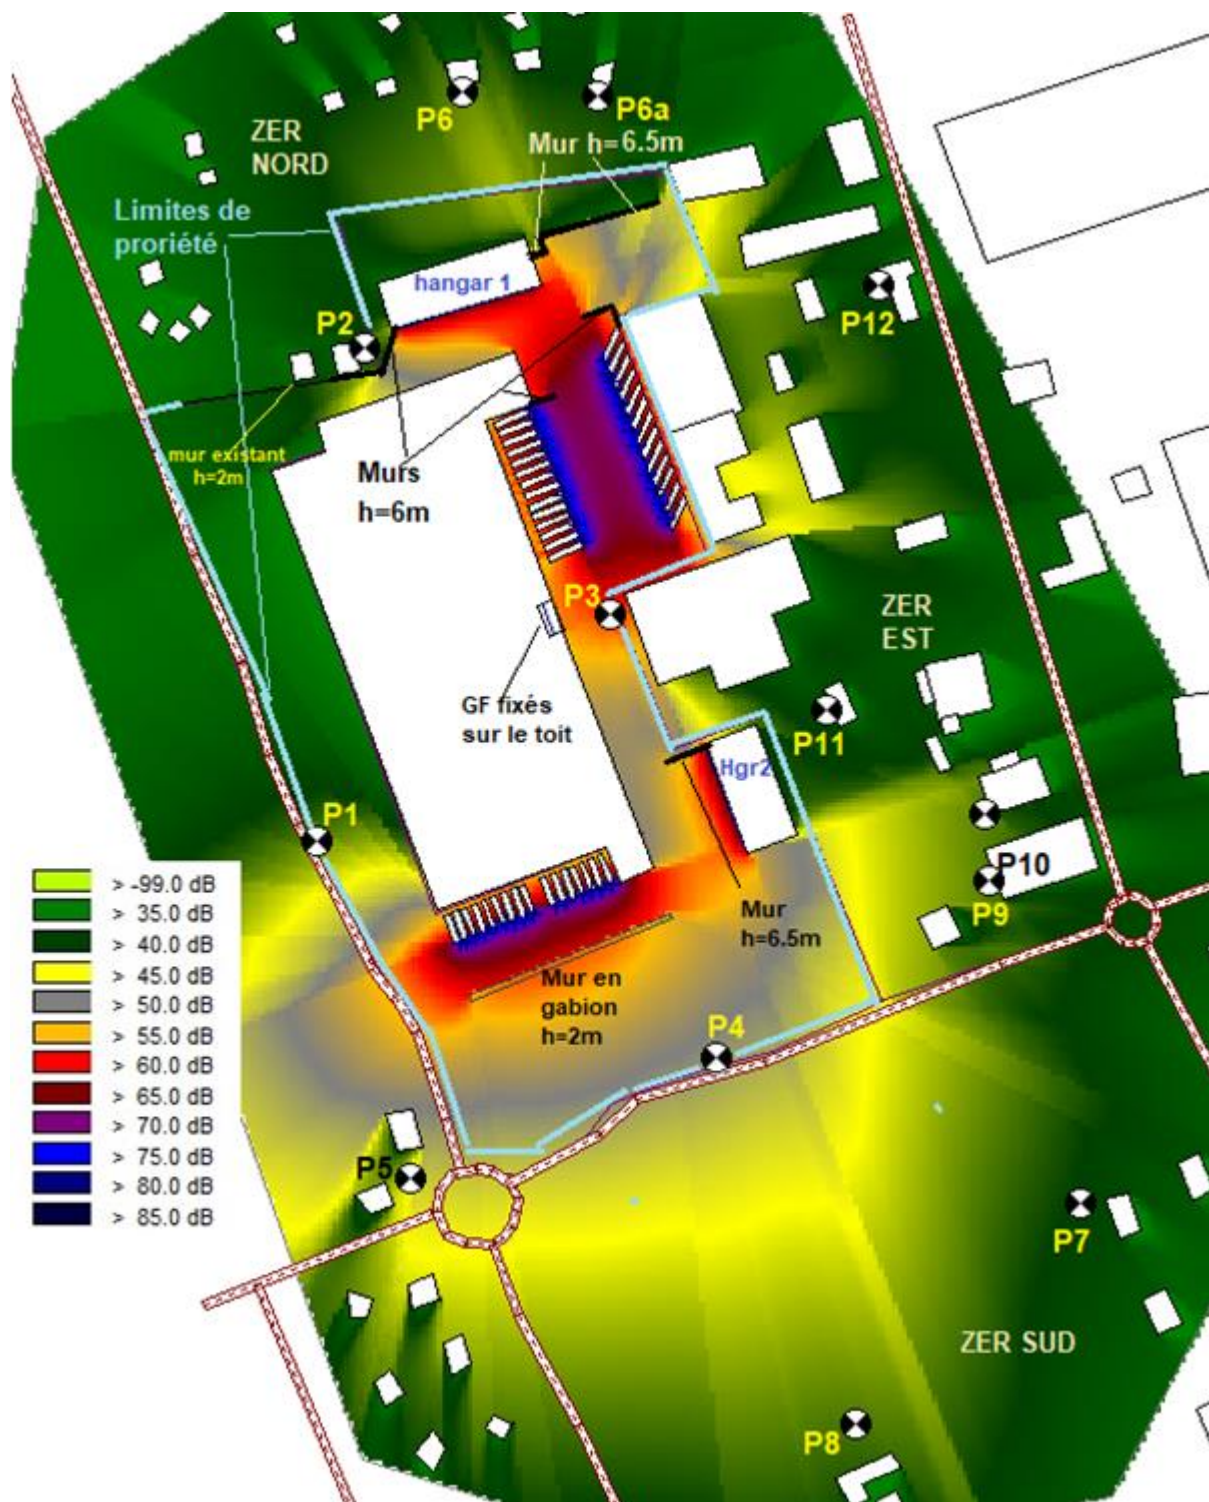 P6
P6a
ZER
NORD
Mur h=6.5m
Limites de
proriété
hangar 1
P2
P12
mur existant
h=2m
Murs
h=6m
P3
ZER
EST
GF fixés
sur le toit
P11
Hgr2
P1
P10
P9
> -99.0 dB
> 35.0 dB
> 40.0 dB
> 45.0 dB
> 50.0 dB
> 55.0 dB
> 60.0 dB
> 65.0 dB
> 70.0 dB
> 75.0 dB
> 80.0 dB
> 85.0 dB
Mur
h=6.5m
Mur en
gabion
h=2m
P4
P5
P7
ZER SUD
P8